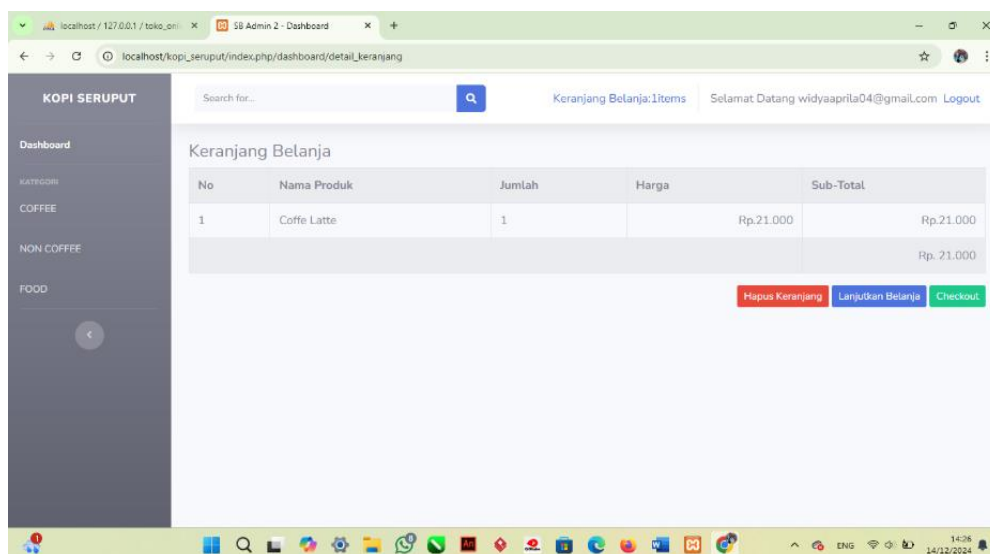 localhost / 127.0.0.1 / toko_onli
SB Admin 2 - Dashboard
localhost/kopi_seruput/index.php/dashboard/detail_keranjang
KOPI SERUPUT
Search for...
Keranjang Belanja:1items
Selamat Datang widyaaprila04@gmail.com Logout
Dashboard
KATEGORI
COFFEE
NON COFFEE
FOOD
Keranjang Belanja
No Nama Produk Jumlah Harga Sub-Total
1 Coffe Latte 1 Rp.21.000 Rp.21.000
Rp. 21.000
Hapus Keranjang Lanjutkan Belanja Checkout
1
An
W
ENG
14:26
14/12/2024